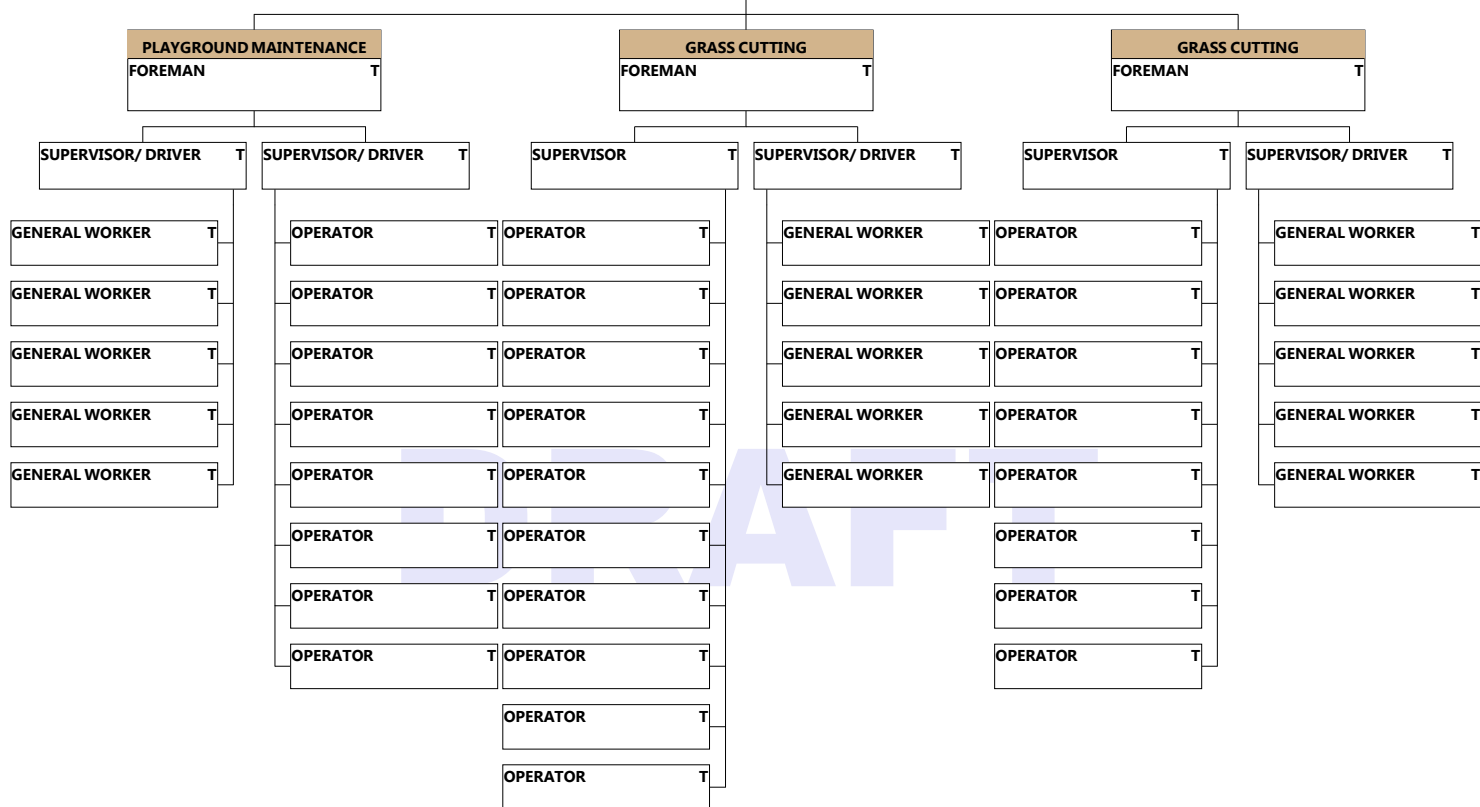 PLAYGROUND MAINTENANCE GRASS CUTTING GRASS CUTTING
FOREMAN T FOREMAN T FOREMAN T
SUPERVISOR/ DRIVER T SUPERVISOR/ DRIVER T SUPERVISOR T SUPERVISOR/ DRIVER T SUPERVISOR T SUPERVISOR/ DRIVER T
GENERAL WORKER T OPERATOR T OPERATOR T GENERAL WORKER T OPERATOR T GENERAL WORKER T
GENERAL WORKER T OPERATOR T OPERATOR T GENERAL WORKER T OPERATOR T GENERAL WORKER T
GENERAL WORKER T OPERATOR T OPERATOR T GENERAL WORKER T OPERATOR T GENERAL WORKER T
GENERAL WORKER T OPERATOR T OPERATOR T GENERAL WORKER T OPERATOR T GENERAL WORKER T
GENERAL WORKER T OPERATOR T OPERATOR T GENERAL WORKER T OPERATOR T GENERAL WORKER T
DRAFT
OPERATOR T OPERATOR T OPERATOR T
OPERATOR T OPERATOR T OPERATOR T
OPERATOR T OPERATOR T OPERATOR T
OPERATOR T
OPERATOR T